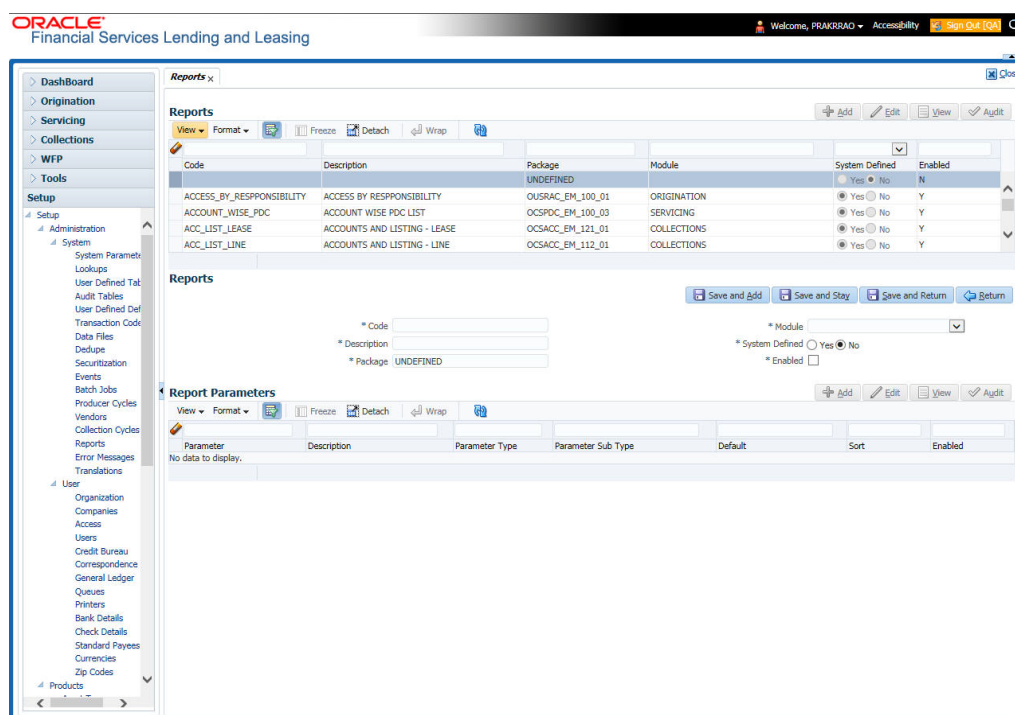 ORACLE
Financial Services Lending and Leasing
Welcome, PRAKRRAO Accessibility Sign Out [QA]
DashBoard
Origination
Servicing
Collections
WFP
Tools
Setup
Setup
Administration
System
System Paramete
Lookups
User Defined Tab
Audit Tables
User Defined Def
Transaction Code
Data Files
Dedupe
Securitization
Events
Batch Jobs
Producer Cycles
Vendors
Collection Cycles
Reports
Error Messages
Translations
User
Organization
Companies
Access
Users
Credit Bureau
Correspondence
General Ledger
Queues
Printers
Bank Details
Check Details
Standard Payees
Currencies
Zip Codes
Products
Reports Clos
Reports Add Edit View Audit
View Format Freeze Detach Wrap
Code Description Package Module System Defined Enabled
UNDEFINED Yes No N
ACCESS_BY_RESPPONSIBILITY ACCESS BY RESPPONSIBILITY OUSRAC_EM_100_01 ORIGINATION Yes No Y
ACCOUNT_WISE_PDC ACCOUNT WISE PDC LIST OCSPDC_EM_100_03 SERVICING Yes No Y
ACC_LIST_LEASE ACCOUNTS AND LISTING - LEASE OCSACC_EM_121_01 COLLECTIONS Yes No Y
ACC_LIST_LINE ACCOUNTS AND LISTING - LINE OCSACC_EM_112_01 COLLECTIONS Yes No Y
Reports
Save and Add Save and Stay Save and Return Return
* Code * Module
* Description * System Defined Yes No
* Package UNDEFINED * Enabled
Report Parameters Add Edit View Audit
View Format Freeze Detach Wrap
Parameter Description Parameter Type Parameter Sub Type Default Sort Enabled
No data to display.